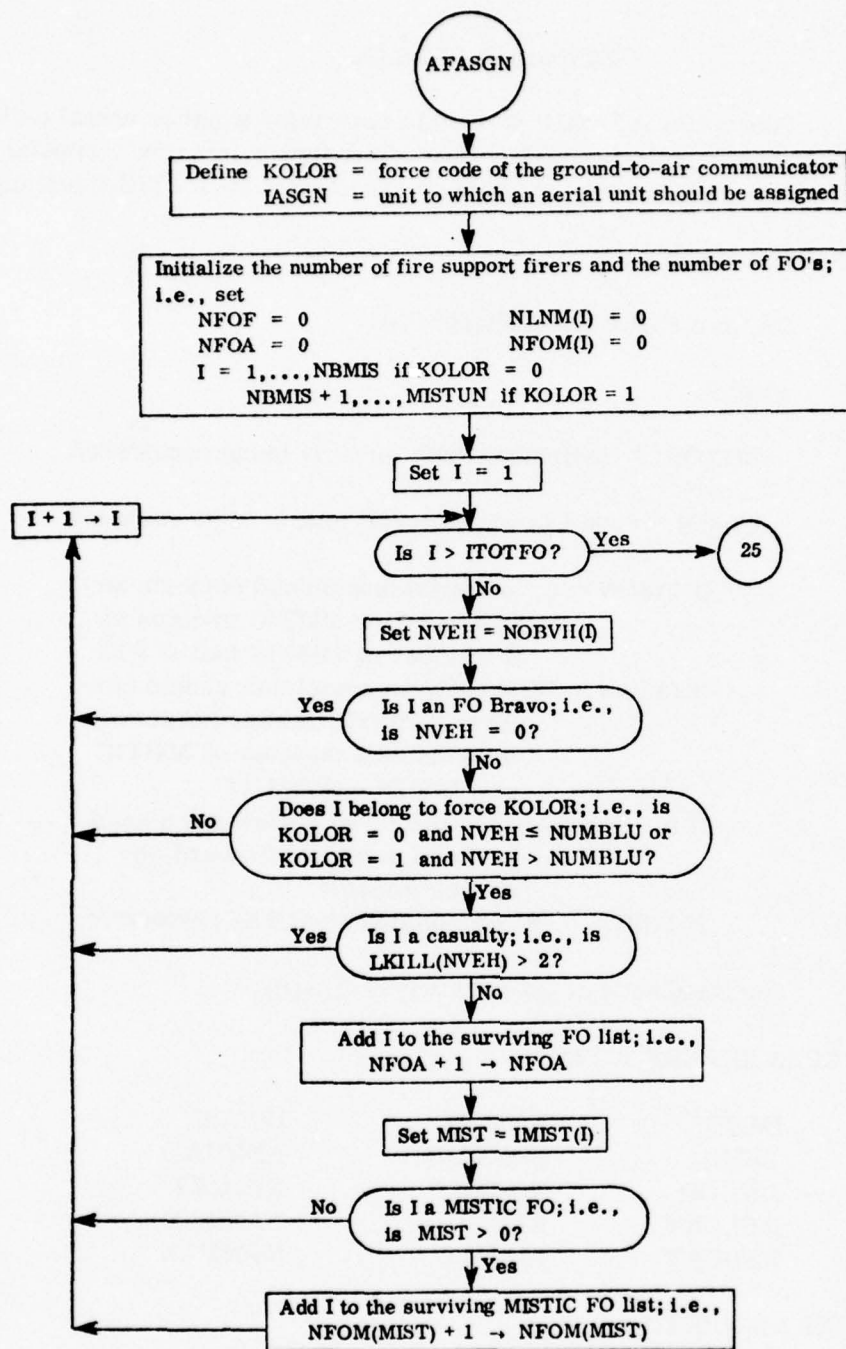 AFASGN
Define KOLOR = force code of the ground-to-air communicator
IASGN = unit to which an aerial unit should be assigned
Initialize the number of fire support firers and the number of FO's;
i.e., set
NFOF = 0 NLNM(I) = 0
NFOA = 0 NFOM(I) = 0
I = 1,...,NBMIS if KOLOR = 0
NBMIS + 1,...,MISTUN if KOLOR = 1
Set I = 1
I + 1 → I
Is I > ITOTFO?
Yes
25
No
Set NVEH = NOBVH(I)
Yes
Is I an FO Bravo; i.e.,
is NVEH = 0?
No
No
Does I belong to force KOLOR; i.e., is
KOLOR = 0 and NVEH ≤ NUMBLU or
KOLOR = 1 and NVEH > NUMBLU?
Yes
Yes
Is I a casualty; i.e., is
LKILL(NVEH) > 2?
No
Add I to the surviving FO list; i.e.,
NFOA + 1 → NFOA
Set MIST = IMIST(I)
No
Is I a MISTIC FO; i.e.,
is MIST > 0?
Yes
Add I to the surviving MISTIC FO list; i.e.,
NFOM(MIST) + 1 → NFOM(MIST)